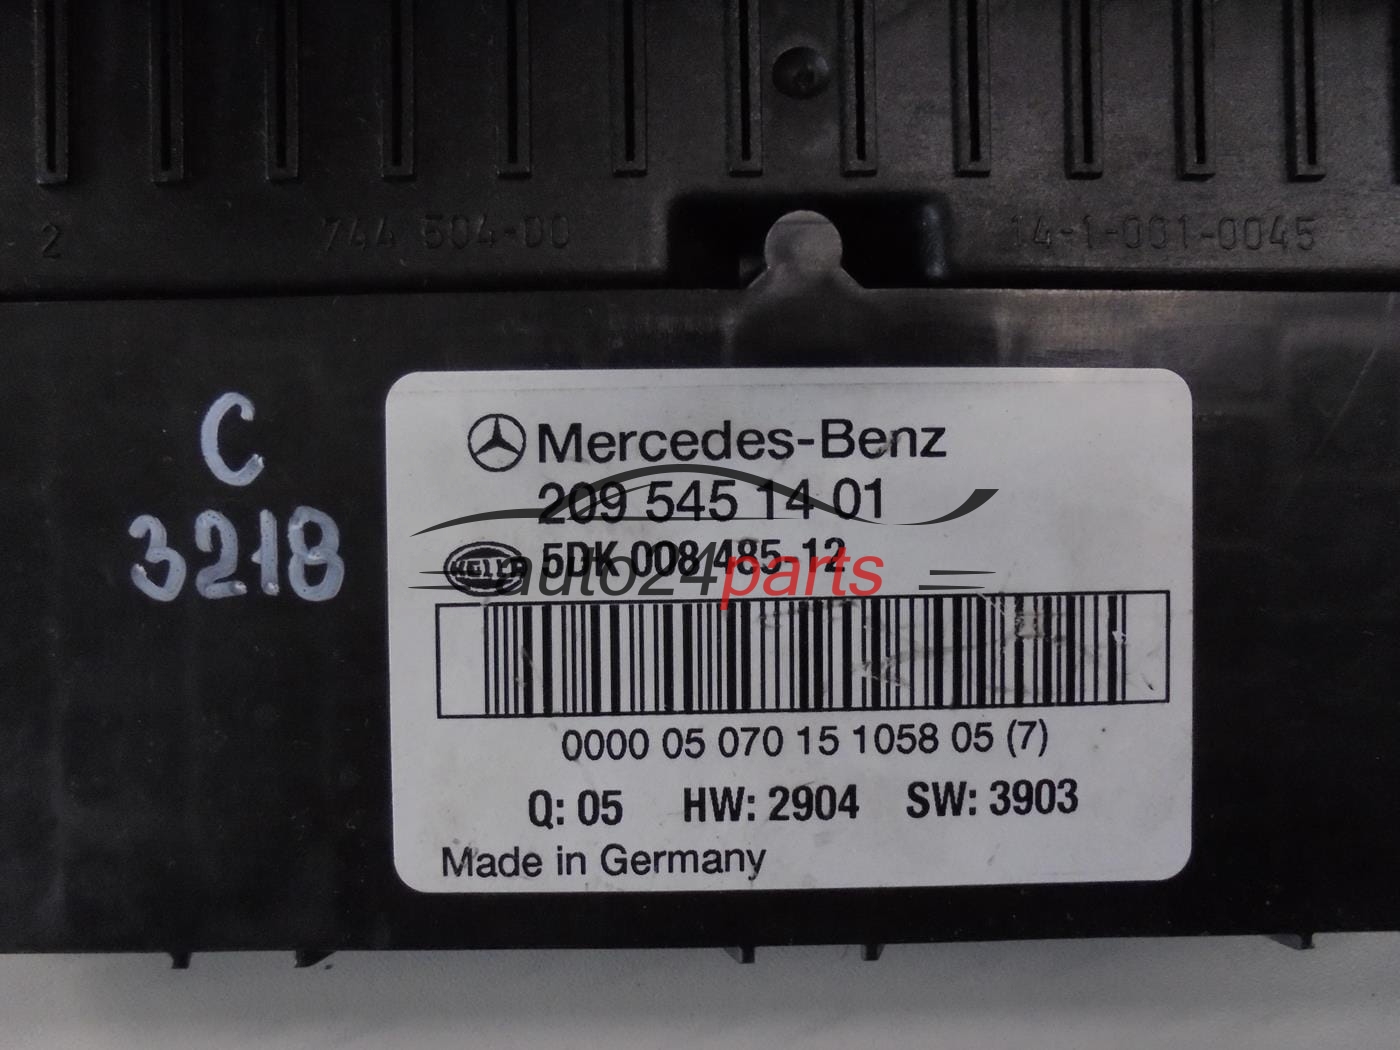 2
744 504-00
14-1-001-0045
C
3218
Mercedes-Benz
209 545 14 01
HELLA
5DK 008 485-12
auto24parts
0000 05 070 15 1058 05 (7)
Q: 05 HW: 2904 SW: 3903
Made in Germany